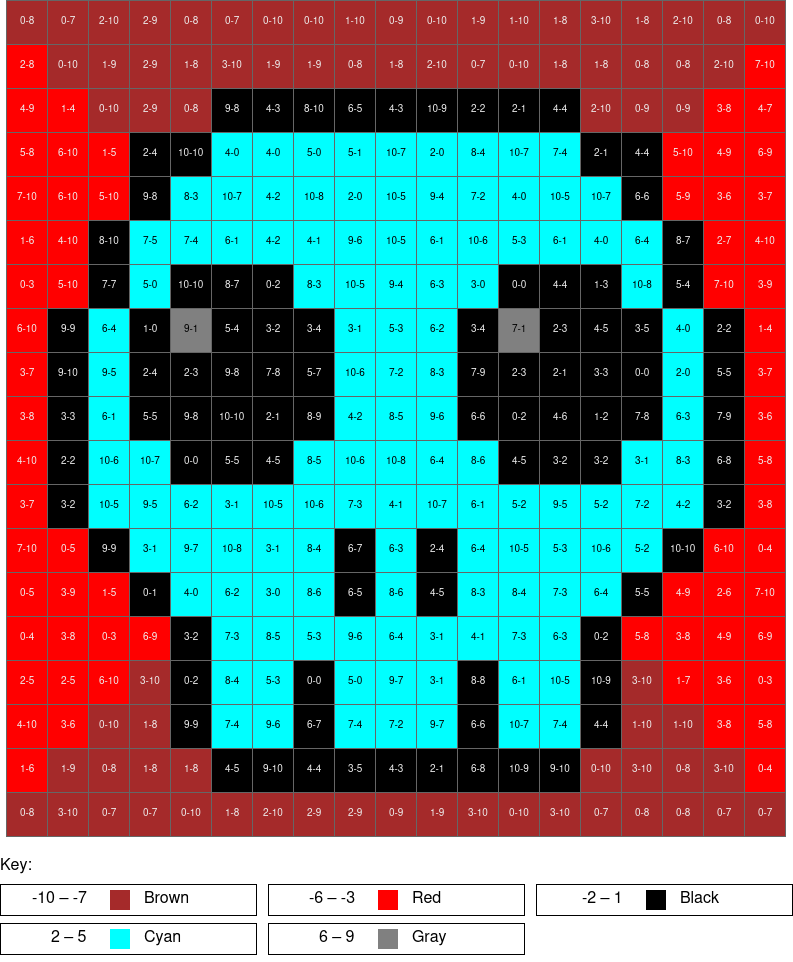 0-8 0-7 2-10 2-9 0-8 0-7 0-10 0-10 1-10 0-9 0-10 1-9 1-10 1-8 3-10 1-8 2-10 0-8 0-10
2-8 0-10 1-9 2-9 1-8 3-10 1-9 1-9 0-8 1-8 2-10 0-7 0-10 1-8 1-8 0-8 0-8 2-10 7-10
4-9 1-4 0-10 2-9 0-8 9-8 4-3 8-10 6-5 4-3 10-9 2-2 2-1 4-4 2-10 0-9 0-9 3-8 4-7
5-8 6-10 1-5 2-4 10-10 4-0 4-0 5-0 5-1 10-7 2-0 8-4 10-7 7-4 2-1 4-4 5-10 4-9 6-9
7-10 6-10 5-10 9-8 8-3 10-7 4-2 10-8 2-0 10-5 9-4 7-2 4-0 10-5 10-7 6-6 5-9 3-6 3-7
1-6 4-10 8-10 7-5 7-4 6-1 4-2 4-1 9-6 10-5 6-1 10-6 5-3 6-1 4-0 6-4 8-7 2-7 4-10
0-3 5-10 7-7 5-0 10-10 8-7 0-2 8-3 10-5 9-4 6-3 3-0 0-0 4-4 1-3 10-8 5-4 7-10 3-9
6-10 9-9 6-4 1-0 9-1 5-4 3-2 3-4 3-1 5-3 6-2 3-4 7-1 2-3 4-5 3-5 4-0 2-2 1-4
3-7 9-10 9-5 2-4 2-3 9-8 7-8 5-7 10-6 7-2 8-3 7-9 2-3 2-1 3-3 0-0 2-0 5-5 3-7
3-8 3-3 6-1 5-5 9-8 10-10 2-1 8-9 4-2 8-5 9-6 6-6 0-2 4-6 1-2 7-8 6-3 7-9 3-6
4-10 2-2 10-6 10-7 0-0 5-5 4-5 8-5 10-6 10-8 6-4 8-6 4-5 3-2 3-2 3-1 8-3 6-8 5-8
3-7 3-2 10-5 9-5 6-2 3-1 10-5 10-6 7-3 4-1 10-7 6-1 5-2 9-5 5-2 7-2 4-2 3-2 3-8
7-10 0-5 9-9 3-1 9-7 10-8 3-1 8-4 6-7 6-3 2-4 6-4 10-5 5-3 10-6 5-2 10-10 6-10 0-4
0-5 3-9 1-5 0-1 4-0 6-2 3-0 8-6 6-5 8-6 4-5 8-3 8-4 7-3 6-4 5-5 4-9 2-6 7-10
0-4 3-8 0-3 6-9 3-2 7-3 8-5 5-3 9-6 6-4 3-1 4-1 7-3 6-3 0-2 5-8 3-8 4-9 6-9
2-5 2-5 6-10 3-10 0-2 8-4 5-3 0-0 5-0 9-7 3-1 8-8 6-1 10-5 10-9 3-10 1-7 3-6 0-3
4-10 3-6 0-10 1-8 9-9 7-4 9-6 6-7 7-4 7-2 9-7 6-6 10-7 7-4 4-4 1-10 1-10 3-8 5-8
1-6 1-9 0-8 1-8 1-8 4-5 9-10 4-4 3-5 4-3 2-1 6-8 10-9 9-10 0-10 3-10 0-8 3-10 0-4
0-8 3-10 0-7 0-7 0-10 1-8 2-10 2-9 2-9 0-9 1-9 3-10 0-10 3-10 0-7 0-8 0-8 0-7 0-7
Key:
-10 – -7 Brown -6 – -3 Red -2 – 1 Black
2 – 5 Cyan 6 – 9 Gray